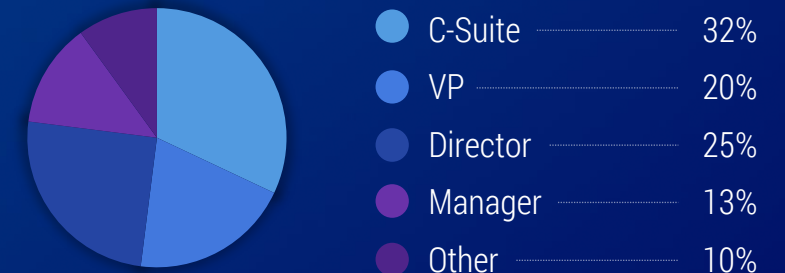 C-Suite 32%
VP 20%
Director 25%
Manager 13%
Other 10%